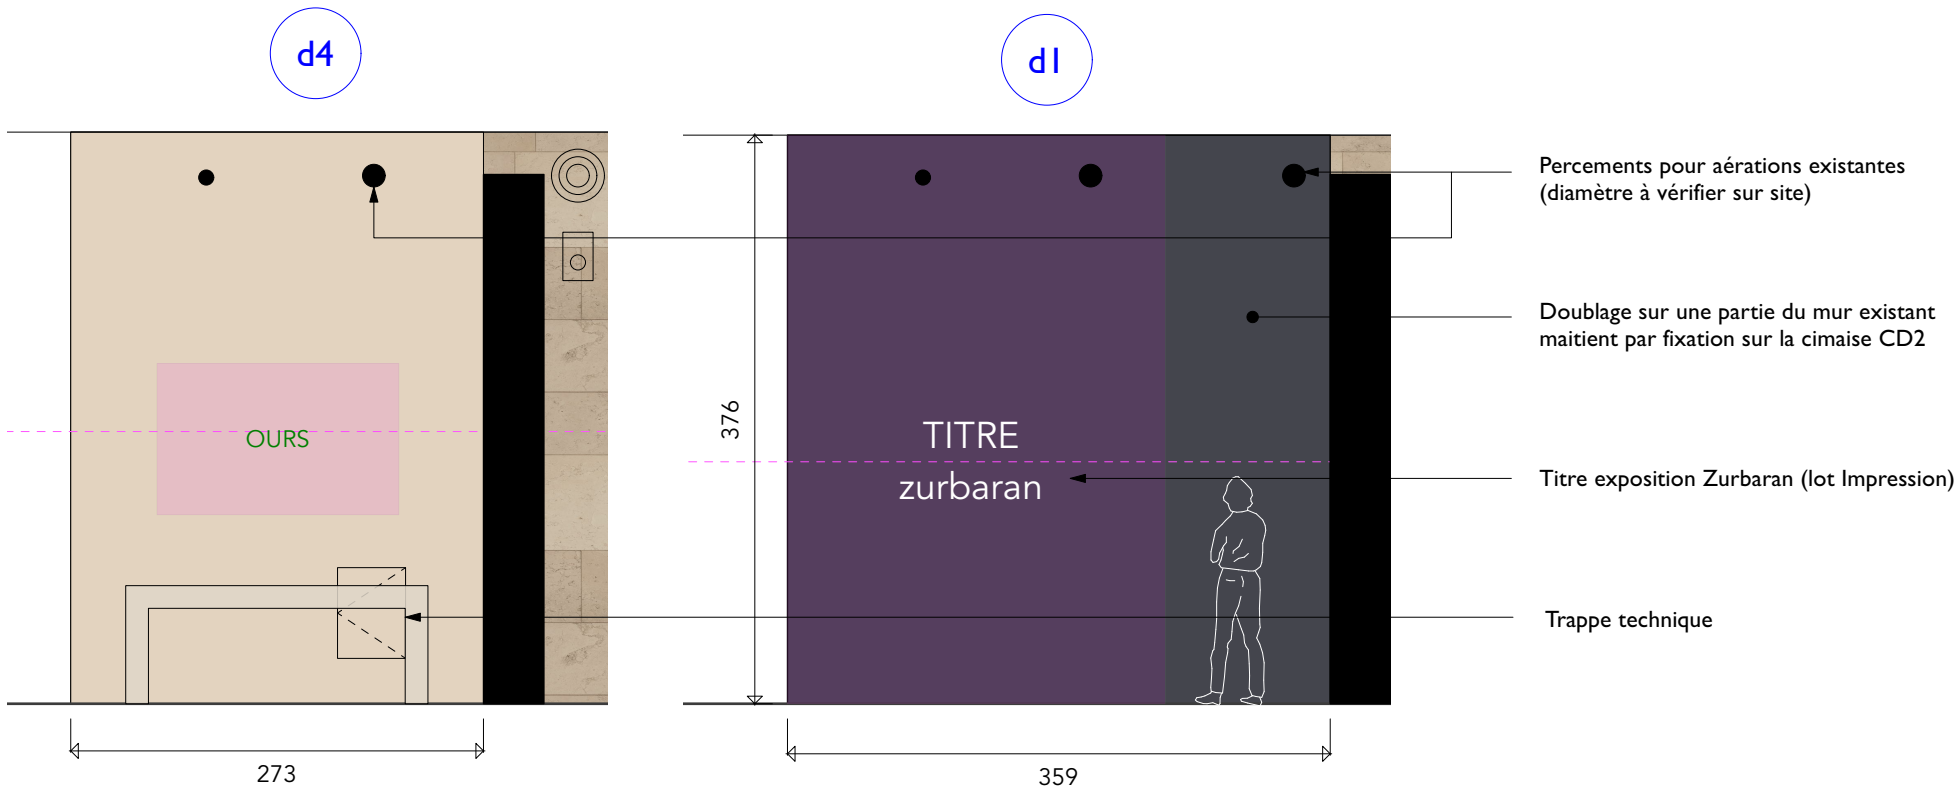 d4
d1
Percements pour aérations existantes
(diamètre à vérifier sur site)
Doublage sur une partie du mur existant
maitient par fixation sur la cimaise CD2
376
OURS
TITRE
zurbaran
Titre exposition Zurbaran (lot Impression)
Trappe technique
273
359